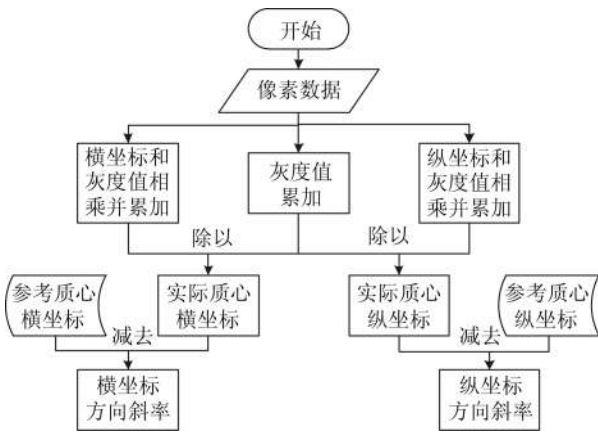 开始
像素数据
横坐标和
灰度值相
乘并累加
灰度值
累加
纵坐标和
灰度值相
乘并累加
除以
除以
参考质心
横坐标
实际质心
横坐标
实际质心
纵坐标
参考质心
纵坐标
减去
减去
横坐标
方向斜率
纵坐标
方向斜率